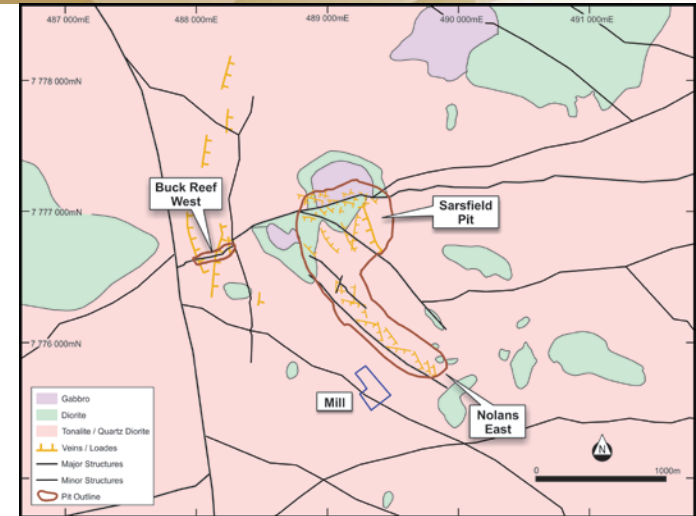 487 000mE
488 000mE
489 000mE
490 000mE
491 000mE
7 778 000mN
Buck Reef
West
7 777 000mN
Sarsfield
Pit
7 776 000mN
Mill
Nolans
East
Gabbro
Diorite
Tonalite / Quartz Diorite
Veins / Loades
Major Structures
Minor Structures
Pit Outline
N
0
1000m